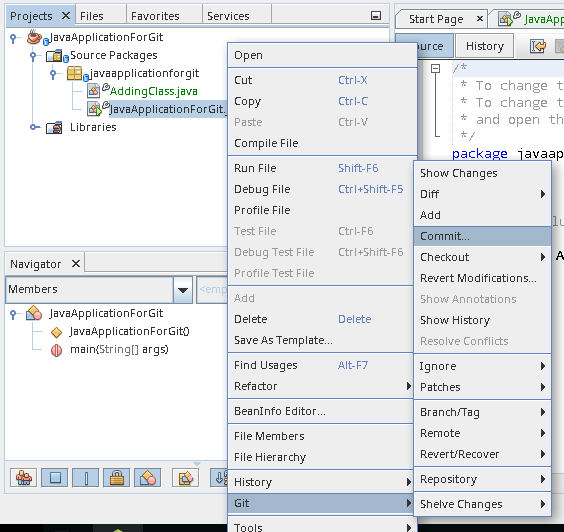 Projects
Files
Favorites
Services
JavaApplicationForGit
Source Packages
javaapplicationforgit
AddingClass.java
JavaApplicationForGit.
Libraries
Navigator
Members
<emp
JavaApplicationForGit
JavaApplicationForGit()
main(String[] args)
Open
Cut Ctrl-X
Copy Ctrl-C
Paste Ctrl-V
Compile File
Run File Shift-F6
Debug File Ctrl+Shift-F5
Profile File
Test File Ctrl-F6
Debug Test File Ctrl+Shift-F6
Profile Test File
Add
Delete Delete
Save As Template...
Find Usages Alt-F7
Refactor
BeanInfo Editor...
File Members
File Hierarchy
History
Git
Tools
Show Changes
Diff
Add
Commit...
Checkout
Revert Modifications...
Show Annotations
Show History
Resolve Conflicts
Ignore
Patches
Branch/Tag
Remote
Revert/Recover
Repository
Shelve Changes
Start Page
JavaAp
ource
History
/*
* To change t
* To change t
* and open th
*/
package javaap
lu
A